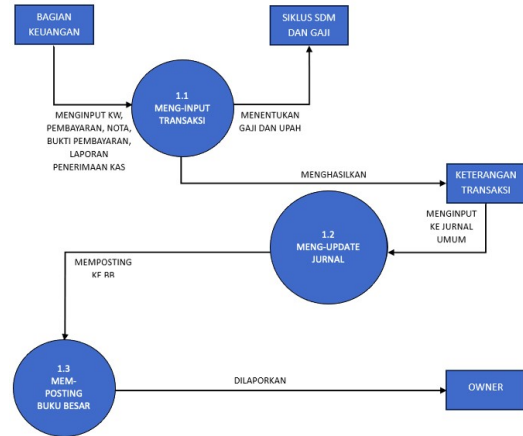 BAGIAN
KEUANGAN
SIKLUS SDM
DAN GAJI
1.1
MENG-INPUT
TRANSAKSI
MENGINPUT KW,
PEMBAYARAN, NOTA,
BUKTI PEMBAYARAN,
LAPORAN
PENERIMAAN KAS
MENENTUKAN
GAJI DAN UPAH
MENGHASILKAN
KETERANGAN
TRANSAKSI
MENGINPUT
KE JURNAL
UMUM
1.2
MENG-UPDATE
JURNAL
MEMPOSTING
KE BB
1.3
MEM-
POSTING
BUKU BESAR
DILAPORKAN
OWNER